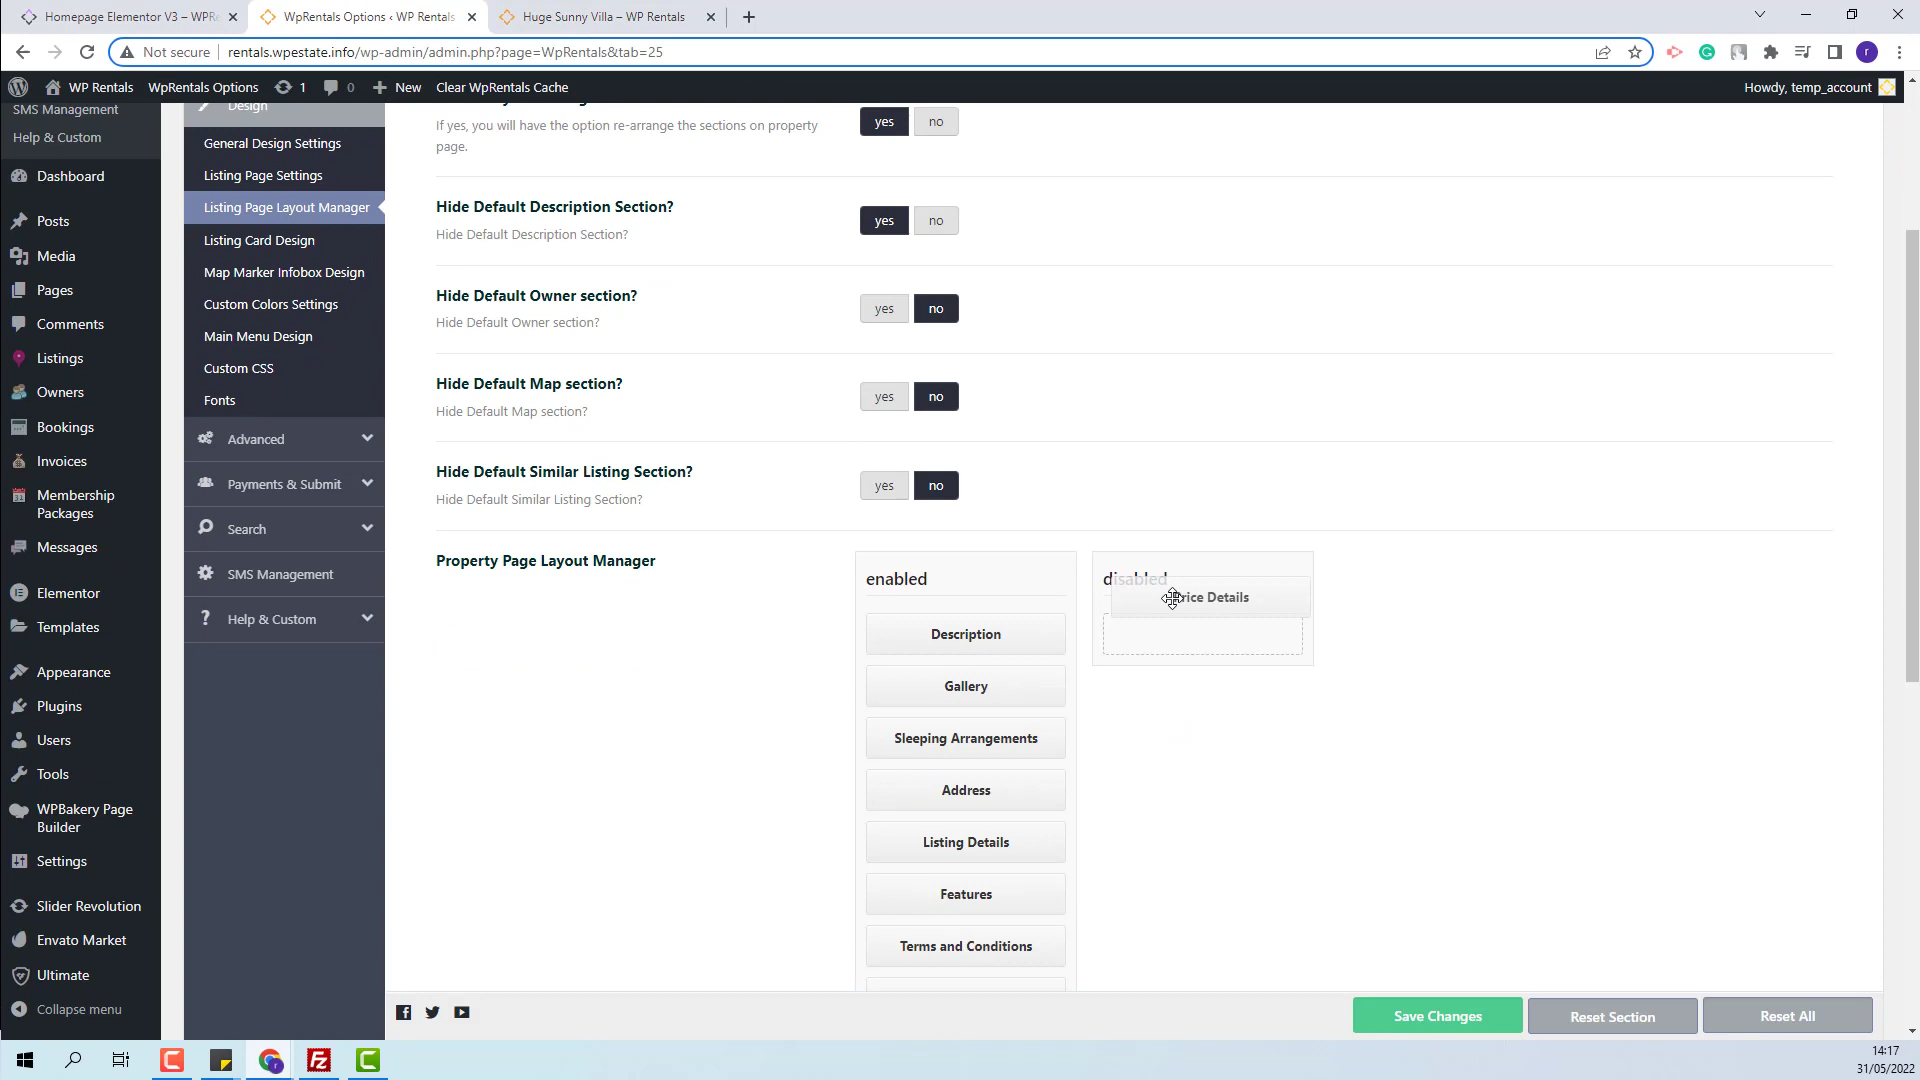 Homepage Elementor V3 – WPRe
WpRentals Options ‹ WP Rentals
Huge Sunny Villa – WP Rentals
Not secure
rentals.wpestate.info/wp-admin/admin.php?page=WpRentals&tab=25
r
WP Rentals
WpRentals Options
1
0
New
Clear WpRentals Cache
Howdy, temp_account
SMS Management
Help & Custom
Dashboard
Posts
Media
Pages
Comments
Listings
Owners
Bookings
Invoices
Membership
Packages
Messages
Elementor
Templates
Appearance
Plugins
Users
Tools
WPBakery Page
Builder
Settings
Slider Revolution
Envato Market
Ultimate
Collapse menu
Design
General Design Settings
Listing Page Settings
Listing Page Layout Manager
Listing Card Design
Map Marker Infobox Design
Custom Colors Settings
Main Menu Design
Custom CSS
Fonts
Advanced
Payments & Submit
Search
SMS Management
Help & Custom
If yes, you will have the option re-arrange the sections on property
page.
yes no
Hide Default Description Section?
Hide Default Description Section?
yes no
Hide Default Owner section?
Hide Default Owner section?
yes no
Hide Default Map section?
Hide Default Map section?
yes no
Hide Default Similar Listing Section?
Hide Default Similar Listing Section?
yes no
Property Page Layout Manager
enabled
Description
Gallery
Sleeping Arrangements
Address
Listing Details
Features
Terms and Conditions
disabled
Price Details
Save Changes
Reset Section
Reset All
14:17
31/05/2022